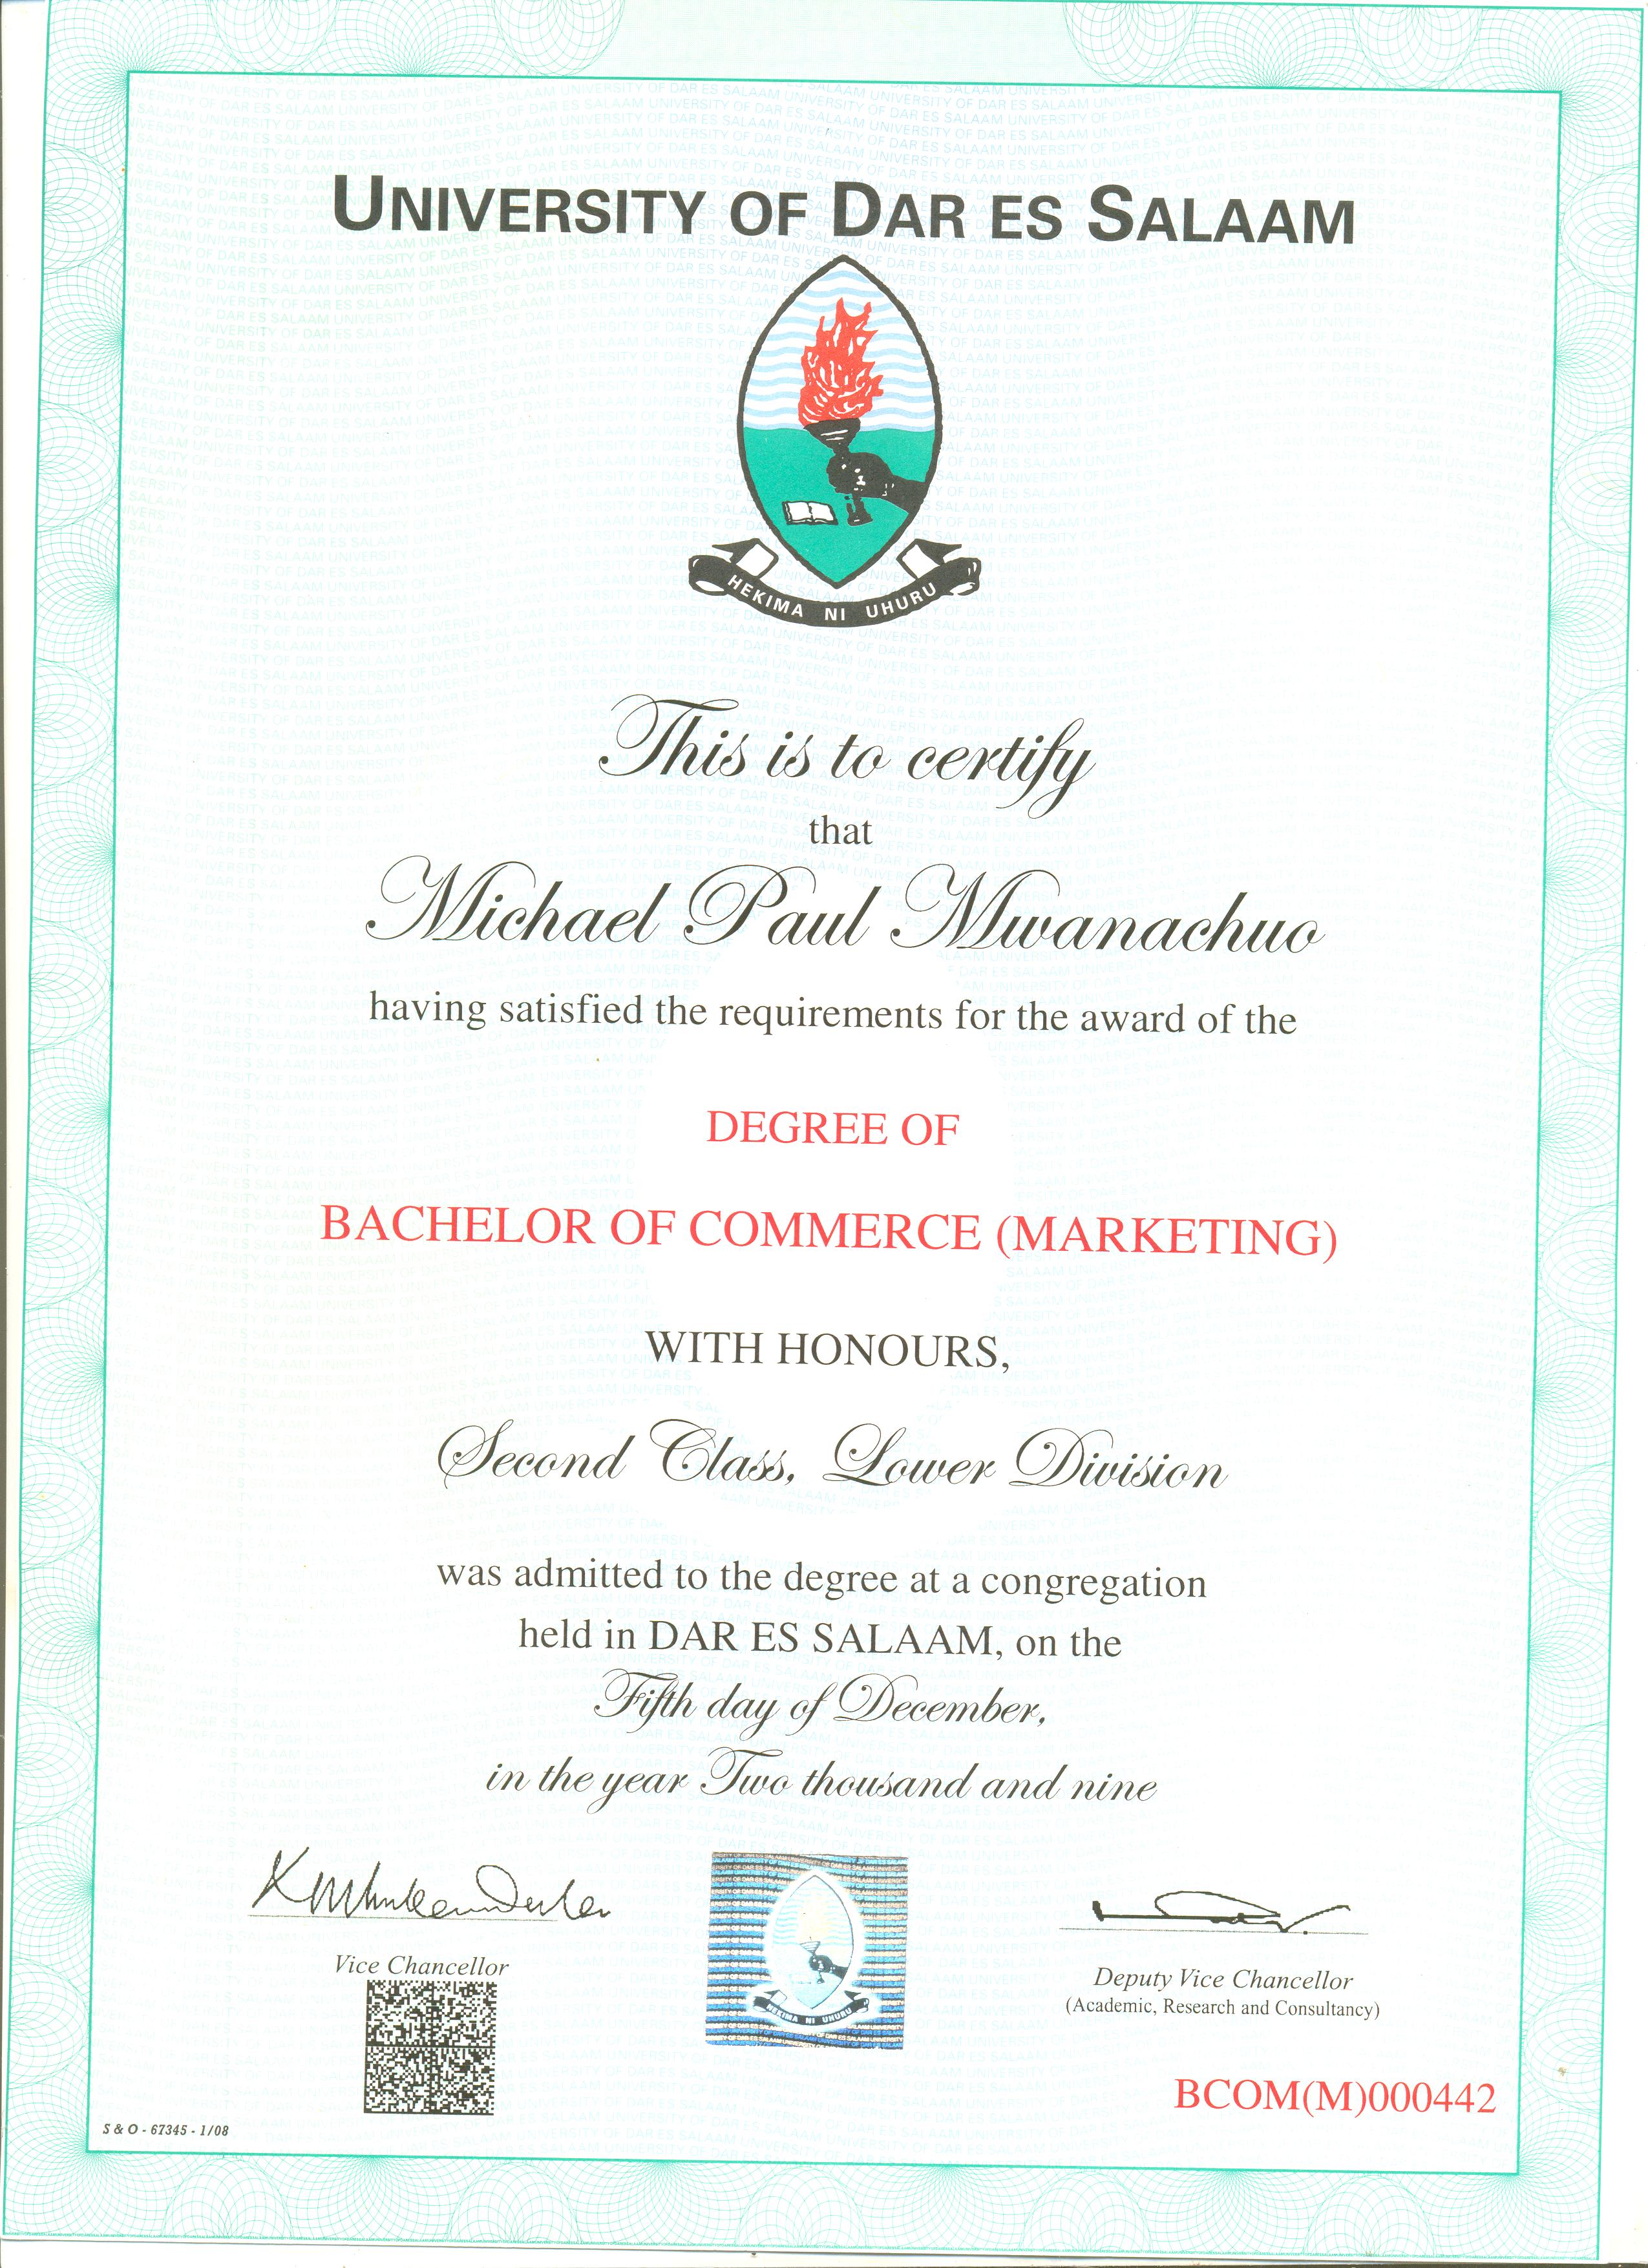 UNIVERSITY OF DAR ES SALAAM
HEKIMA NI UHURU
This is to certify
that
Michael Paul Mwanachuo
having satisfied the requirements for the award of the
DEGREE OF
BACHELOR OF COMMERCE (MARKETING)
WITH HONOURS,
Second Class, Lower Division
was admitted to the degree at a congregation
held in DAR ES SALAAM, on the
Fifth day of December,
in the year Two thousand and nine
Vice Chancellor
HEKIMA NI UHURU
Deputy Vice Chancellor
(Academic, Research and Consultancy)
BCOM(M)000442
S & O - 67345 - 1/08